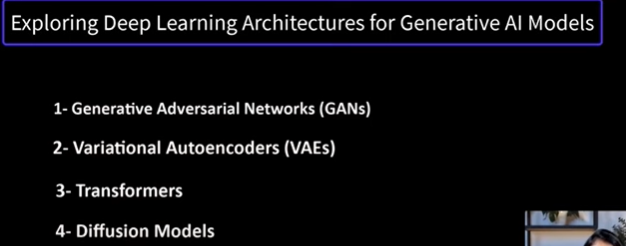 Exploring Deep Learning Architectures for Generative AI Models
1- Generative Adversarial Networks (GANs)
2- Variational Autoencoders (VAEs)
3- Transformers
4- Diffusion Models